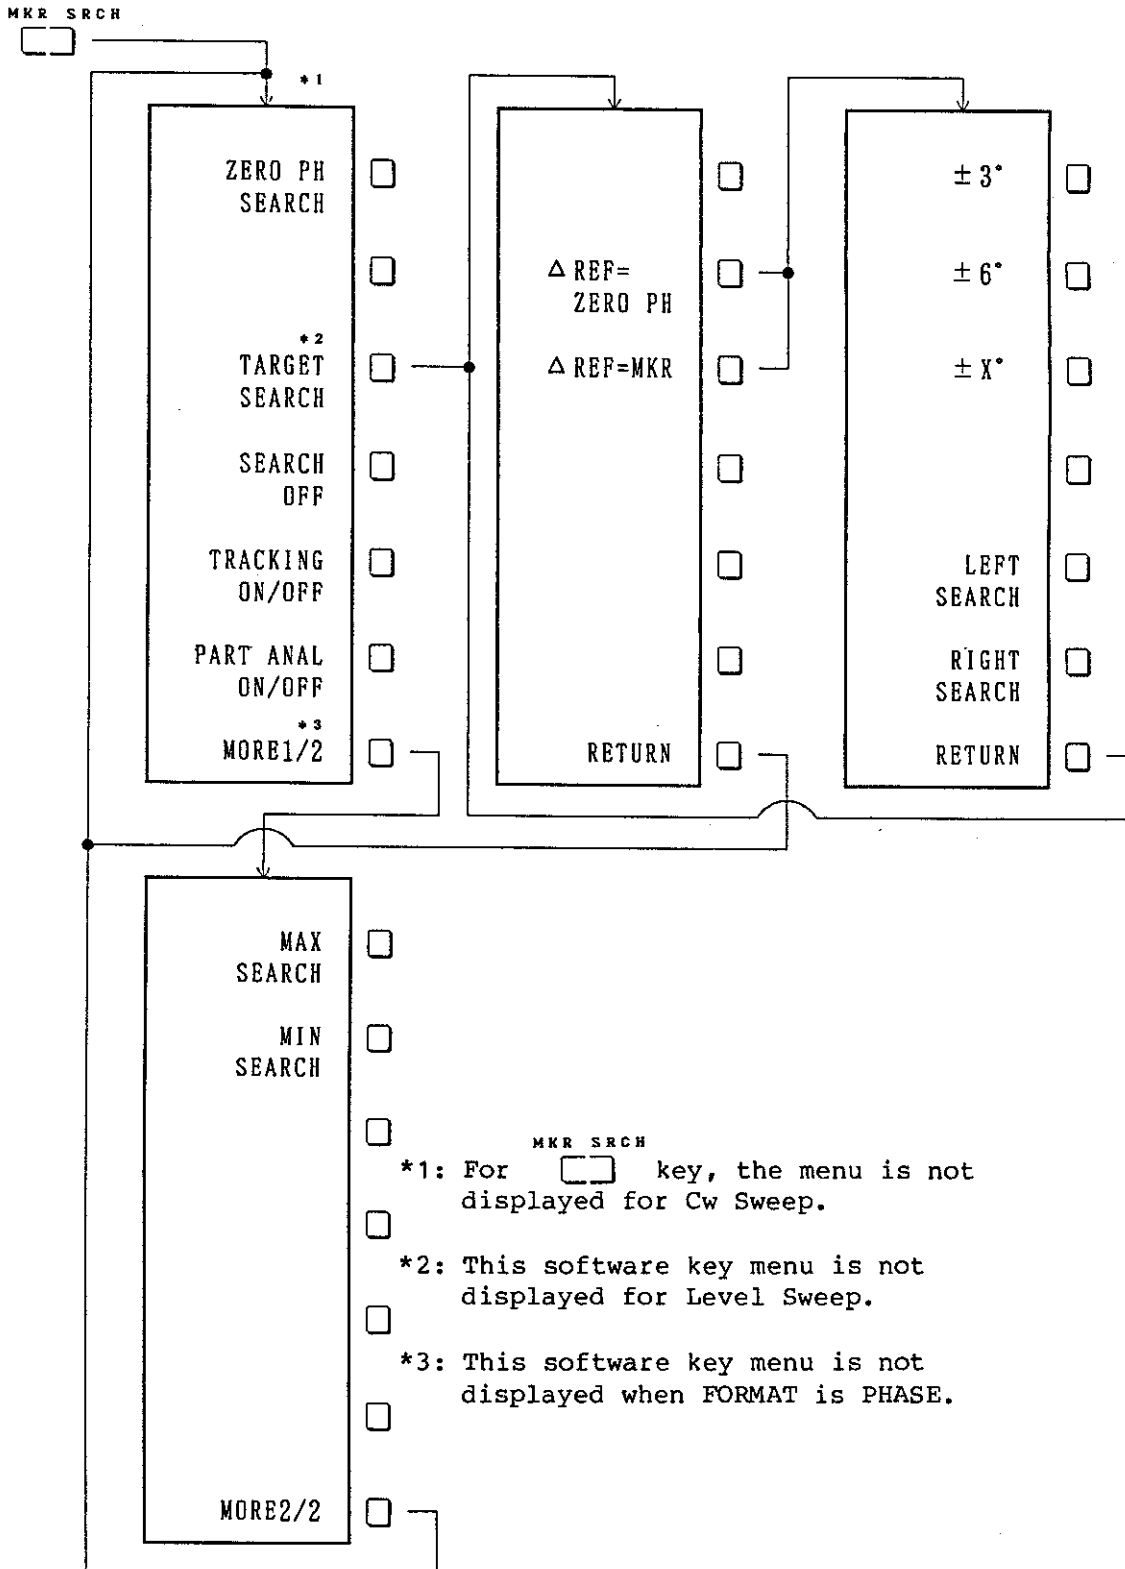 MKR SRCH
*1
ZERO PH
SEARCH
*2
TARGET
SEARCH
SEARCH
OFF
TRACKING
ON/OFF
PART ANAL
ON/OFF
*3
MORE1/2
Δ REF=
ZERO PH
Δ REF=MKR
RETURN
±3°
±6°
±X°
LEFT
SEARCH
RIGHT
SEARCH
RETURN
MAX
SEARCH
MIN
SEARCH
MORE2/2
MKR SRCH
*1: For key, the menu is not
displayed for Cw Sweep.
*2: This software key menu is not
displayed for Level Sweep.
*3: This software key menu is not
displayed when FORMAT is PHASE.